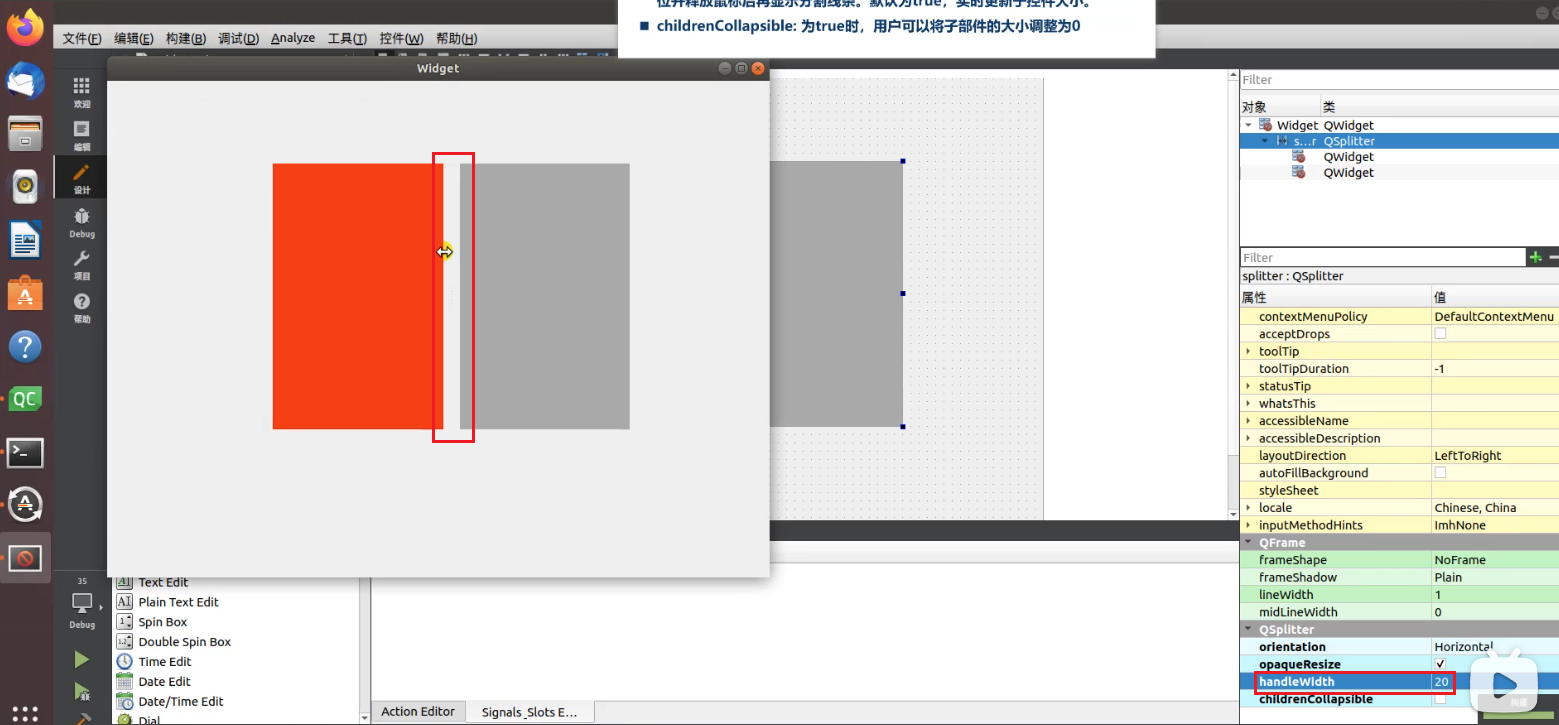 位并释放鼠标后再显示分割线条。默认为true，实时更新子控件大小。
■ childrenCollapsible: 为true时，用户可以将子部件的大小调整为0
文件(F) 编辑(E) 构建(B) 调试(D) Analyze 工具(T) 控件(W) 帮助(H)
Widget
欢迎
编辑
设计
Debug
项目
帮助
35
Debug
QC
Text Edit
Plain Text Edit
Spin Box
Double Spin Box
Time Edit
Date Edit
Date/Time Edit
Dial
Action Editor
Signals_Slots E...
Filter
对象 类
Widget QWidget
s...r QSplitter
QWidget
QWidget
Filter
splitter : QSplitter
属性 值
contextMenuPolicy DefaultContextMenu
acceptDrops
toolTip
toolTipDuration -1
statusTip
whatsThis
accessibleName
accessibleDescription
layoutDirection LeftToRight
autoFillBackground
styleSheet
locale Chinese, China
inputMethodHints ImhNone
QFrame
frameShape NoFrame
frameShadow Plain
lineWidth 1
midLineWidth 0
QSplitter
orientation Horizontal
opaqueResize
handleWidth 20
childrenCollapsible